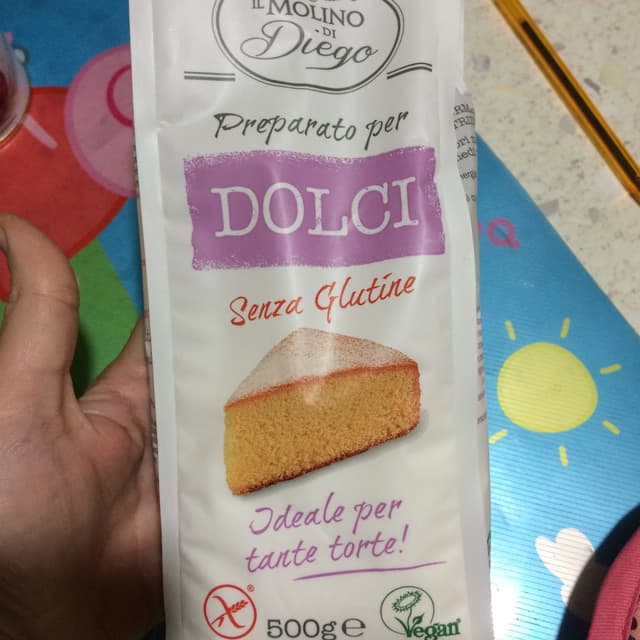 IL MOLINO
DI
Diego
Preparato per
DOLCI
Senza Glutine
Ideale per
tante torte!
500g e
Vegan